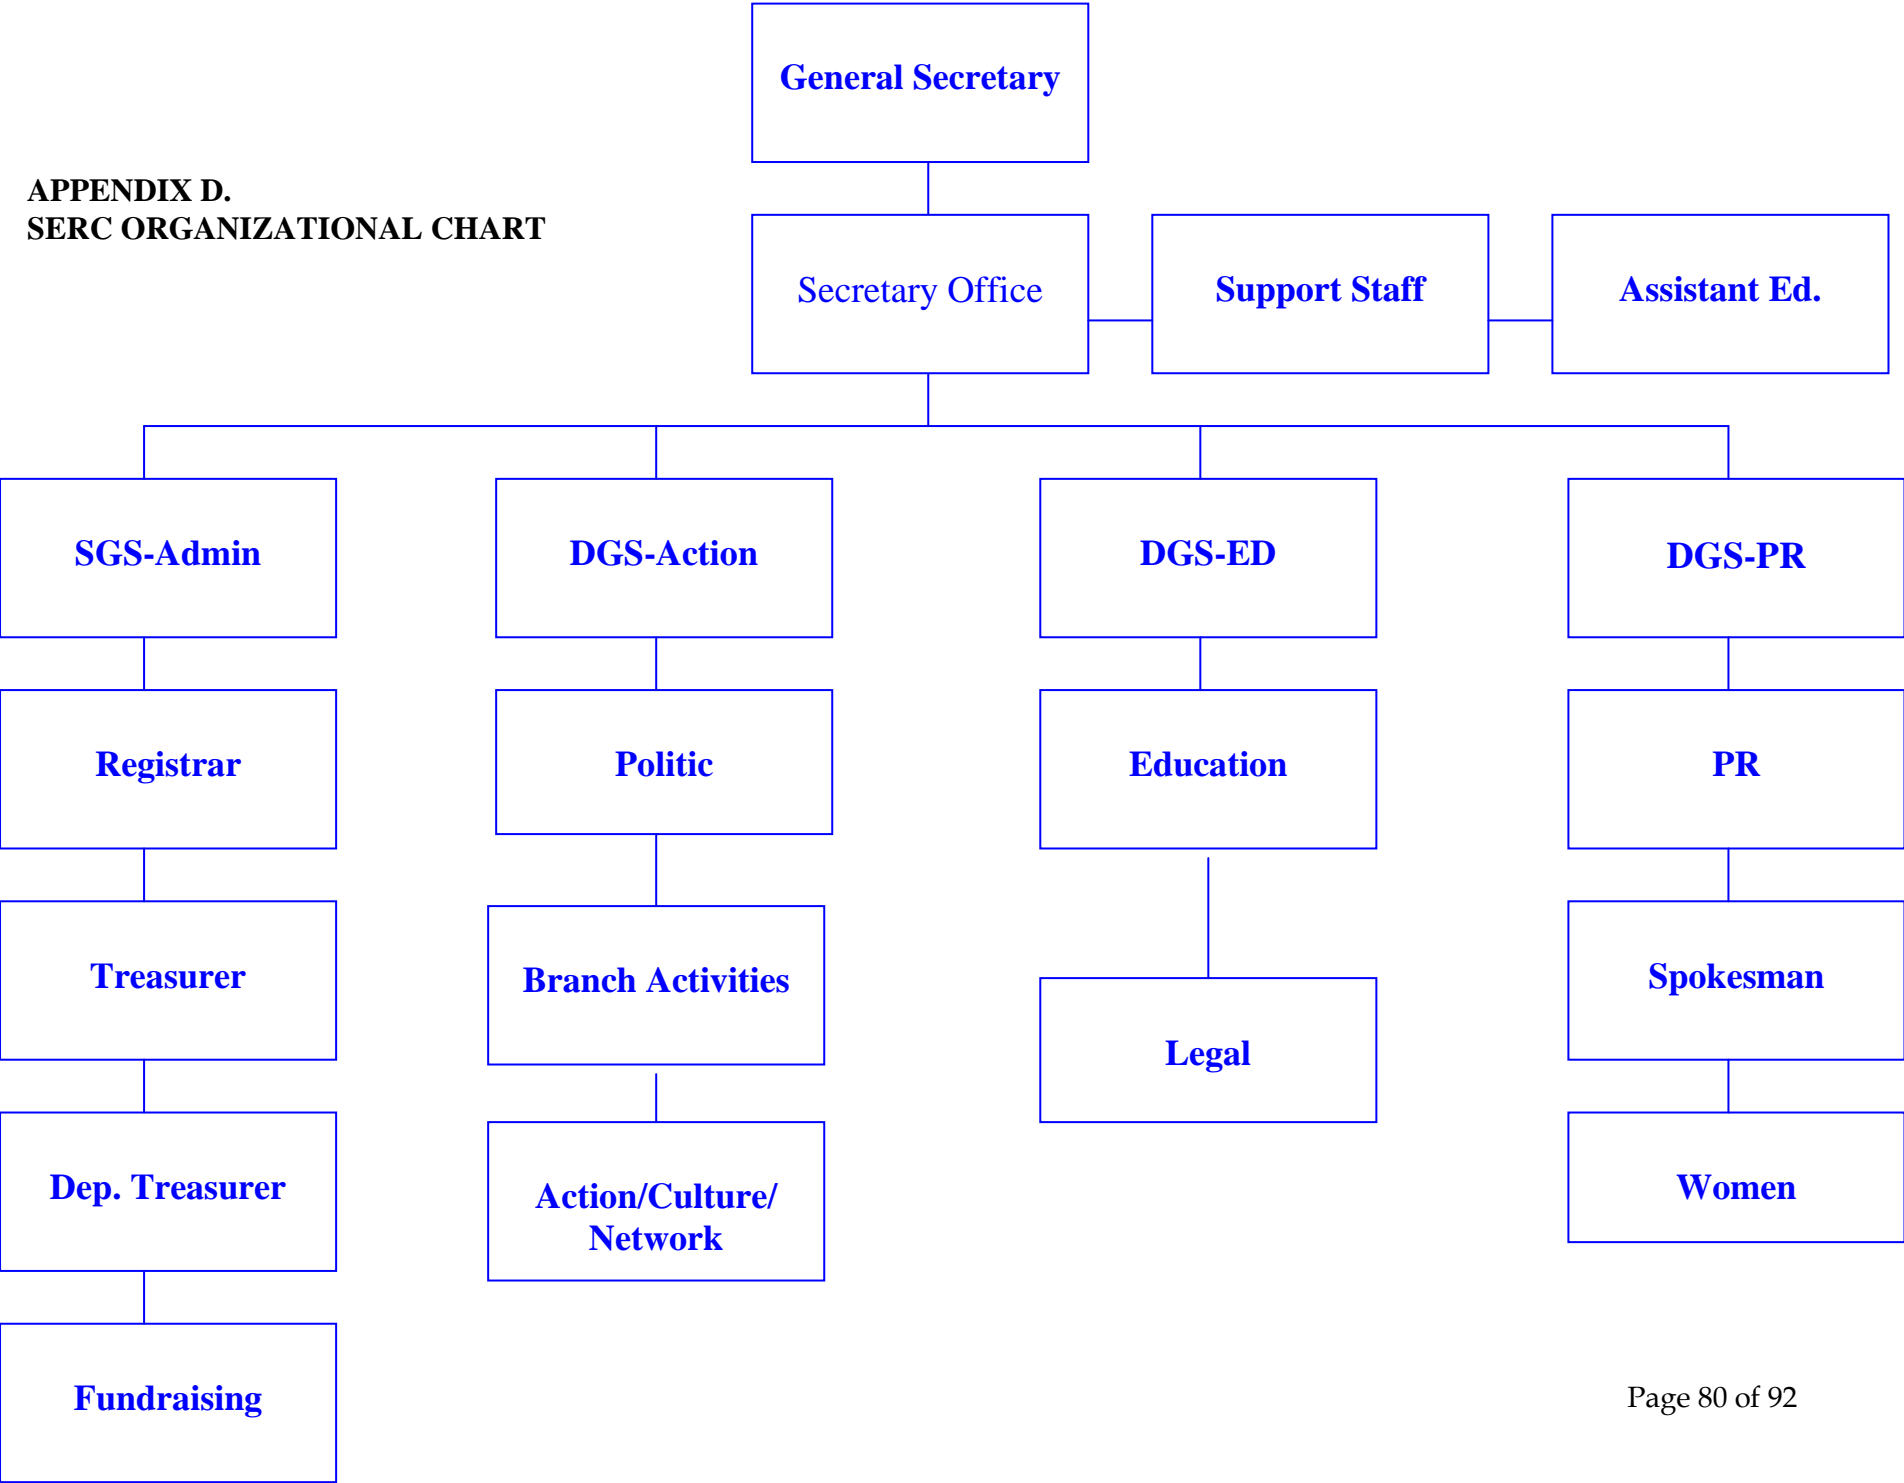 General Secretary
APPENDIX D.
SERC ORGANIZATIONAL CHART
Secretary Office
Support Staff
Assistant Ed.
SGS-Admin
DGS-Action
DGS-ED
DGS-PR
Registrar
Politic
Education
PR
Treasurer
Branch Activities
Legal
Spokesman
Dep. Treasurer
Action/Culture/
Network
Women
Fundraising
Page 80 of 92